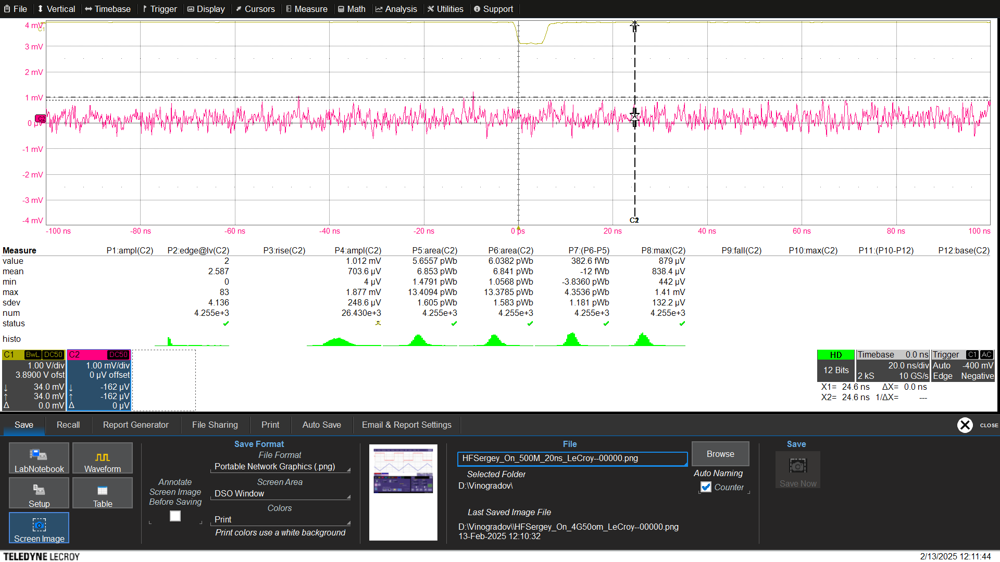 File Vertical Timebase Trigger Display Cursors Measure Math Analysis Utilities Support
4 mV
C1
3 mV
2 mV
1 mV
C2
0 µV
-1 mV
-2 mV
-3 mV
-4 mV
-100 ns -80 ns -60 ns -40 ns -20 ns 0 ps 20 ns 40 ns 60 ns 80 ns 100 ns
Measure P1:ampl(C2) P2:edge@lv(C2) P3:rise(C2) P4:ampl(C2) P5:area(C2) P6:area(C2) P7:(P6-P5) P8:max(C2) P9:fall(C2) P10:max(C2) P11:(P10-P12) P12:base(C2)
value 2 1.012 mV 5.6557 pWb 6.0382 pWb 382.6 fWb 879 µV
mean 2.587 703.6 µV 6.853 pWb 6.841 pWb -12 fWb 838.4 µV
min 0 4 µV 1.4791 pWb 1.0568 pWb -3.8360 pWb 442 µV
max 83 1.877 mV 13.4094 pWb 13.3785 pWb 4.3536 pWb 1.41 mV
sdev 4.136 248.6 µV 1.605 pWb 1.583 pWb 1.181 pWb 132.2 µV
num 4.255e+3 26.430e+3 4.255e+3 4.255e+3 4.255e+3 4.255e+3
status
histo
C1 BwL DC50
1.00 V/div
3.8900 V ofst
↓ 34.0 mV
↑ 34.0 mV
Δ 0.0 mV
C2 DC50
1.00 mV/div
0 µV offset
↓ -162 µV
↑ -162 µV
Δ 0 µV
HD
12 Bits
Timebase 0.0 ns
20.0 ns/div
2 kS 10 GS/s
Trigger C1 AC
Auto -400 mV
Edge Negative
X1= 24.6 ns ΔX= 0.0 ns
X2= 24.6 ns 1/ΔX= ---
Save Recall Report Generator File Sharing Print Auto Save Email & Report Settings CLOSE
LabNotebook Waveform
Setup Table
Screen Image
Annotate
Screen Image
Before Saving
Save Format
File Format
Portable Network Graphics (.png)
Screen Area
DSO Window
Colors
Print
Print colors use a white background
File
HFSergey_On_500M_20ns_LeCroy--00000.png
Browse
Selected Folder
D:\Vinogradov\
Auto Naming
Counter
Last Saved Image File
D:\Vinogradov\\HFSergey_On_4G50om_LeCroy--00000.png
13-Feb-2025 12:10:32
Save
Save Now
TELEDYNE LECROY
2/13/2025 12:11:44